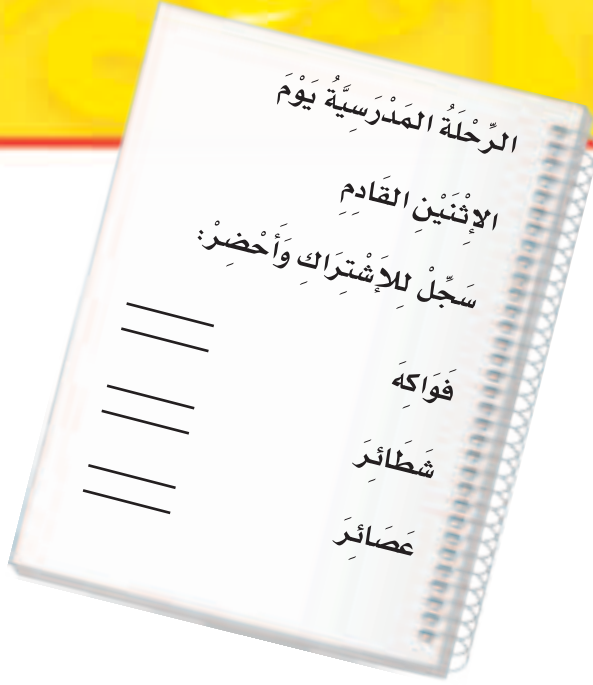 الرِّحْلَةُ المَدْرَسِيَّةُ يَوْمَ
الإِثْنَيْنِ القَادِمِ
سَجِّلْ لِلاِشْتِرَاكِ وَأَحْضِرْ:
فَوَاكِهَ
شَطَائِرَ
عَصَائِرَ